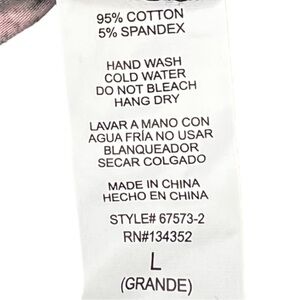 95% COTTON
5% SPANDEX
HAND WASH
COLD WATER
DO NOT BLEACH
HANG DRY
LAVAR A MANO CON
AGUA FRÍA NO USAR
BLANQUEADOR
SECAR COLGADO
MADE IN CHINA
HECHO EN CHINA
STYLE# 67573-2
RN#134352
L
(GRANDE)